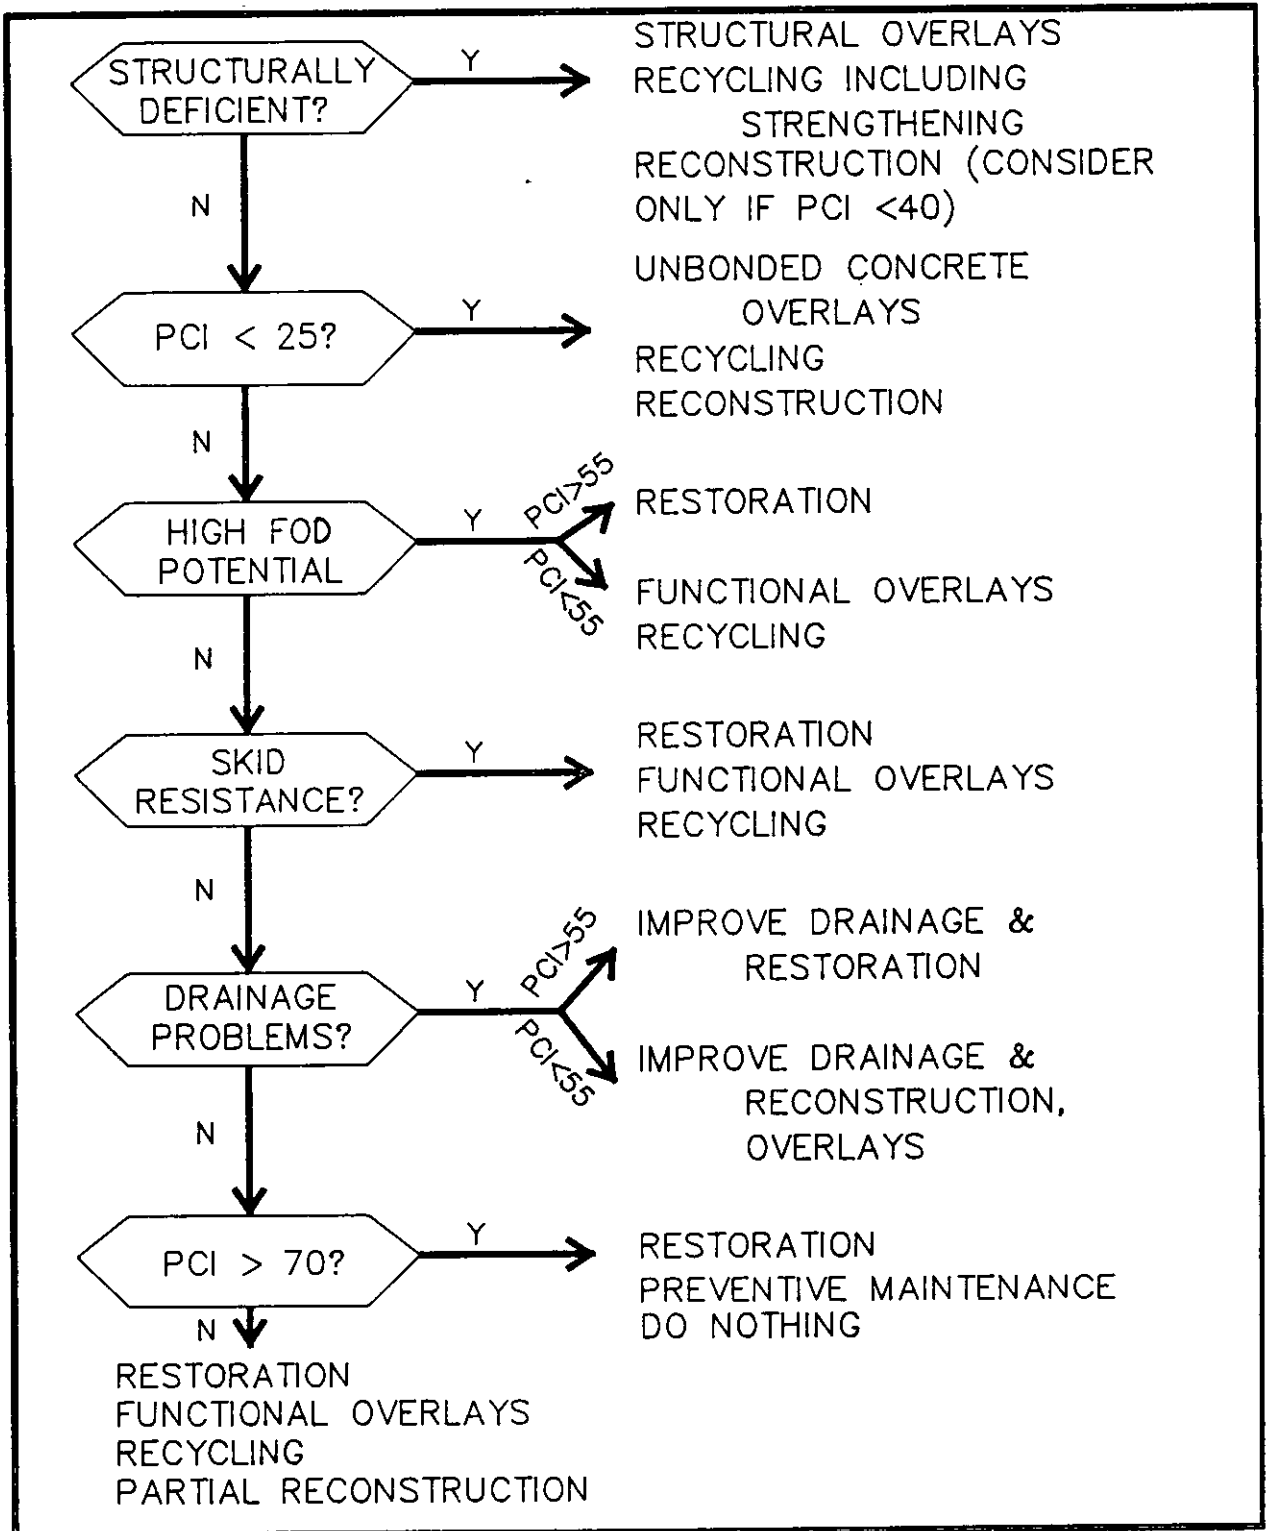 STRUCTURALLY
DEFICIENT?
Y
STRUCTURAL OVERLAYS
RECYCLING INCLUDING
STRENGTHENING
RECONSTRUCTION (CONSIDER
ONLY IF PCI <40)
N
PCI < 25?
Y
UNBONDED CONCRETE
OVERLAYS
RECYCLING
RECONSTRUCTION
N
HIGH FOD
POTENTIAL
Y
PCI>55
RESTORATION
PCI<55
FUNCTIONAL OVERLAYS
RECYCLING
N
SKID
RESISTANCE?
Y
RESTORATION
FUNCTIONAL OVERLAYS
RECYCLING
N
DRAINAGE
PROBLEMS?
Y
PCI>55
IMPROVE DRAINAGE &
RESTORATION
PCI<55
IMPROVE DRAINAGE &
RECONSTRUCTION,
OVERLAYS
N
PCI > 70?
Y
RESTORATION
PREVENTIVE MAINTENANCE
DO NOTHING
N
RESTORATION
FUNCTIONAL OVERLAYS
RECYCLING
PARTIAL RECONSTRUCTION